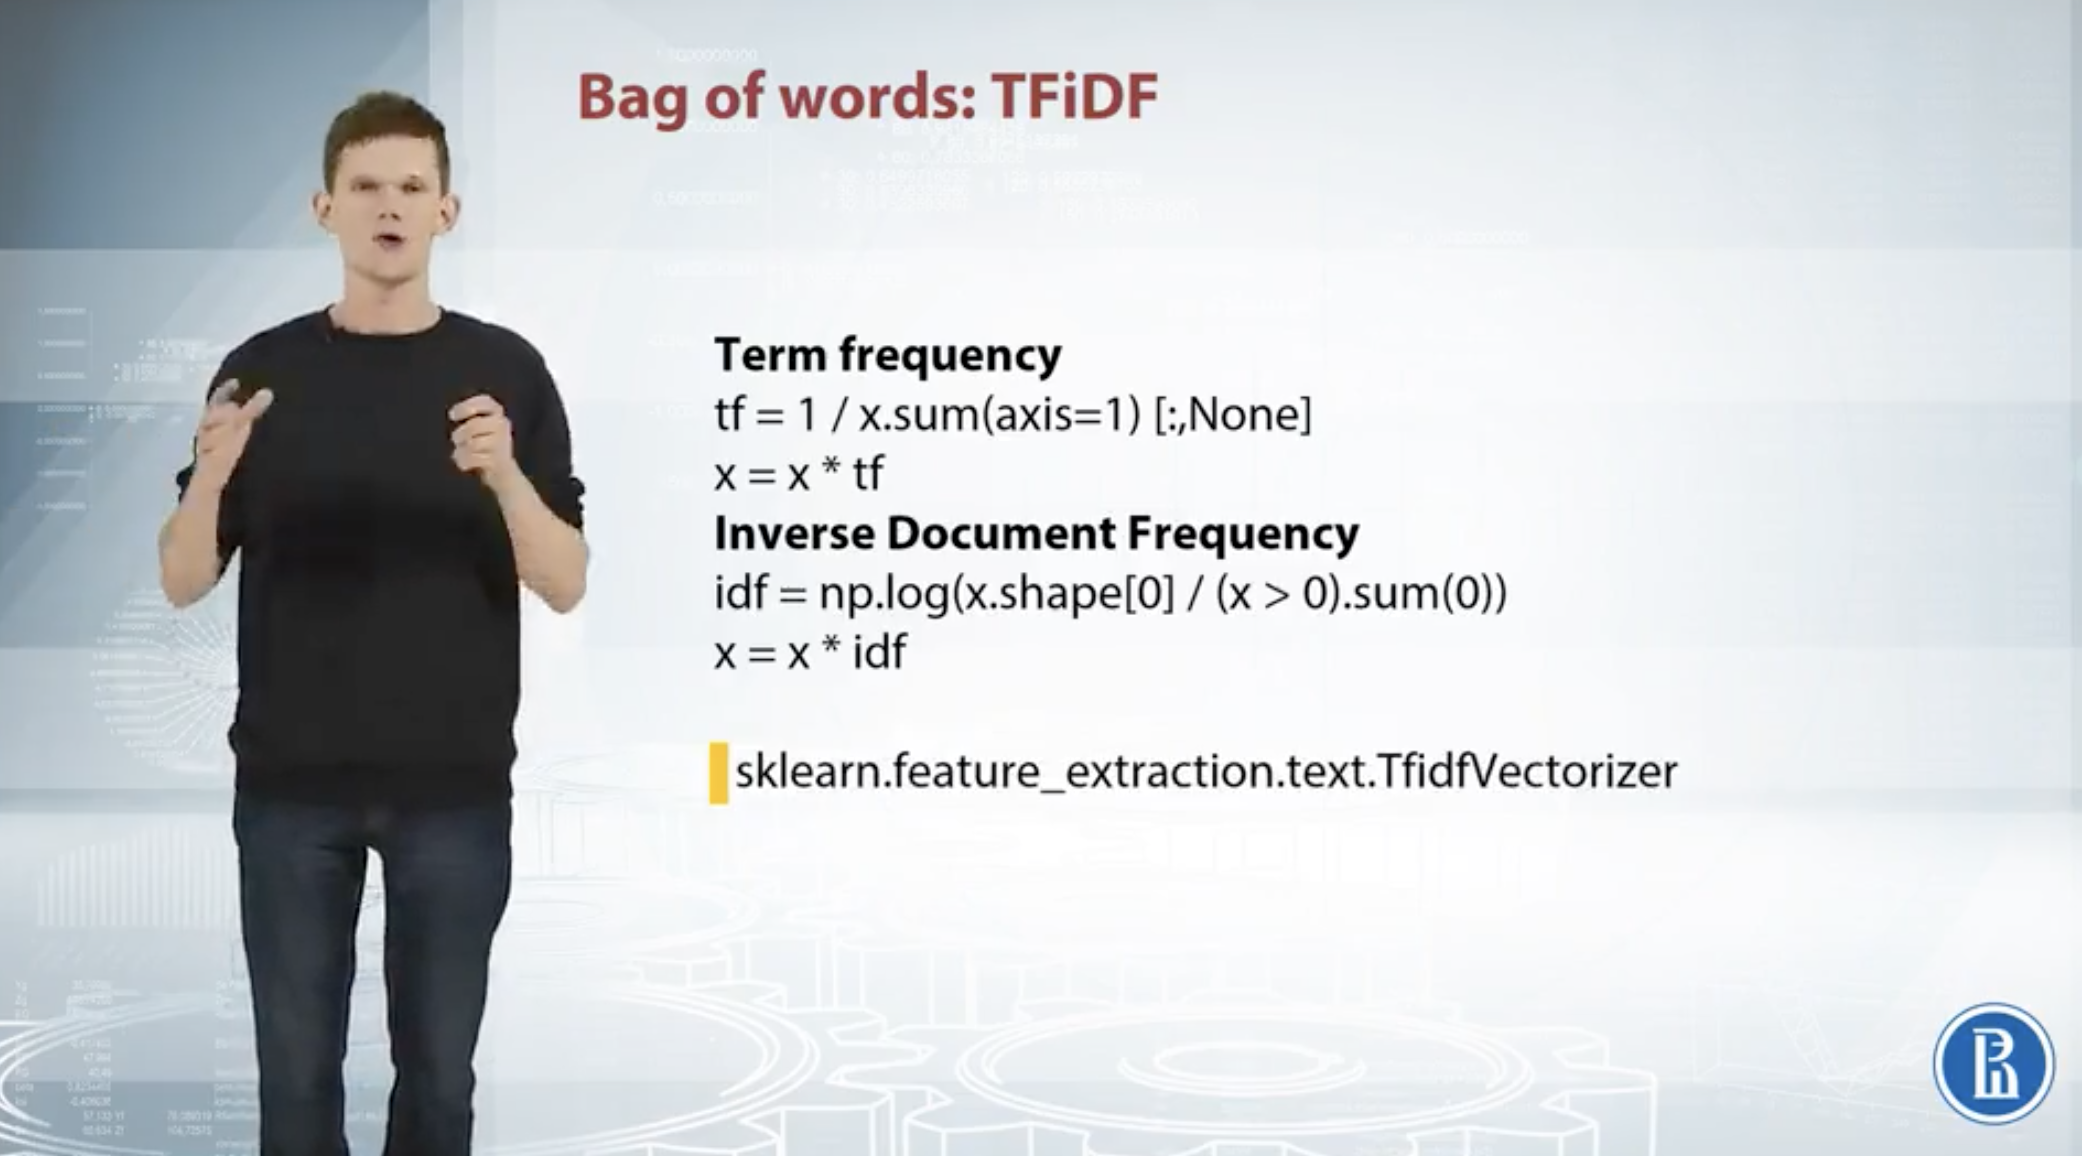 Bag of words: TFiDF
Term frequency
tf = 1 / x.sum(axis=1) [:,None]
x = x * tf
Inverse Document Frequency
idf = np.log(x.shape[0] / (x > 0).sum(0))
x = x * idf
sklearn.feature_extraction.text.TfidfVectorizer